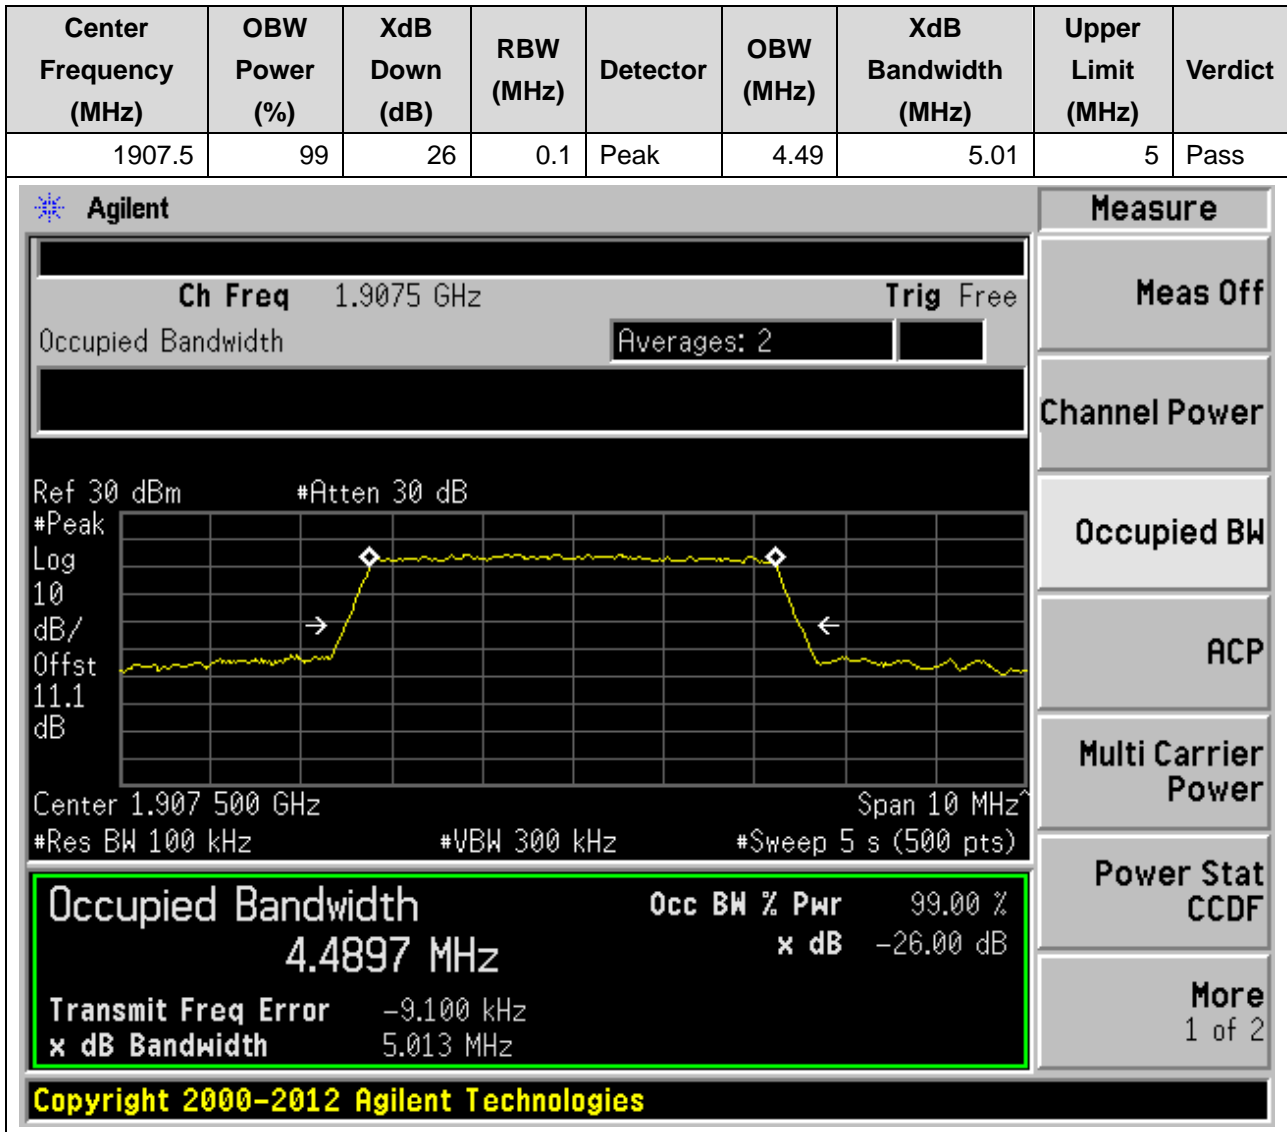 Center Frequency (MHz) OBW Power (%) XdB Down (dB) RBW (MHz) Detector OBW (MHz) XdB Bandwidth (MHz) Upper Limit (MHz) Verdict
1907.5 99 26 0.1 Peak 4.49 5.01 5 Pass
Agilent
Measure
Ch Freq 1.9075 GHz Trig Free
Meas Off
Occupied Bandwidth Averages: 2
Channel Power
Ref 30 dBm #Atten 30 dB
#Peak
Log
10
dB/
Offst
11.1
dB
Occupied BW
ACP
Multi Carrier
Power
Center 1.907 500 GHz Span 10 MHz^
#Res BW 100 kHz #VBW 300 kHz #Sweep 5 s (500 pts)
Power Stat
CCDF
Occupied Bandwidth Occ BW % Pwr 99.00 %
4.4897 MHz x dB -26.00 dB
Transmit Freq Error -9.100 kHz
x dB Bandwidth 5.013 MHz
More
1 of 2
Copyright 2000-2012 Agilent Technologies